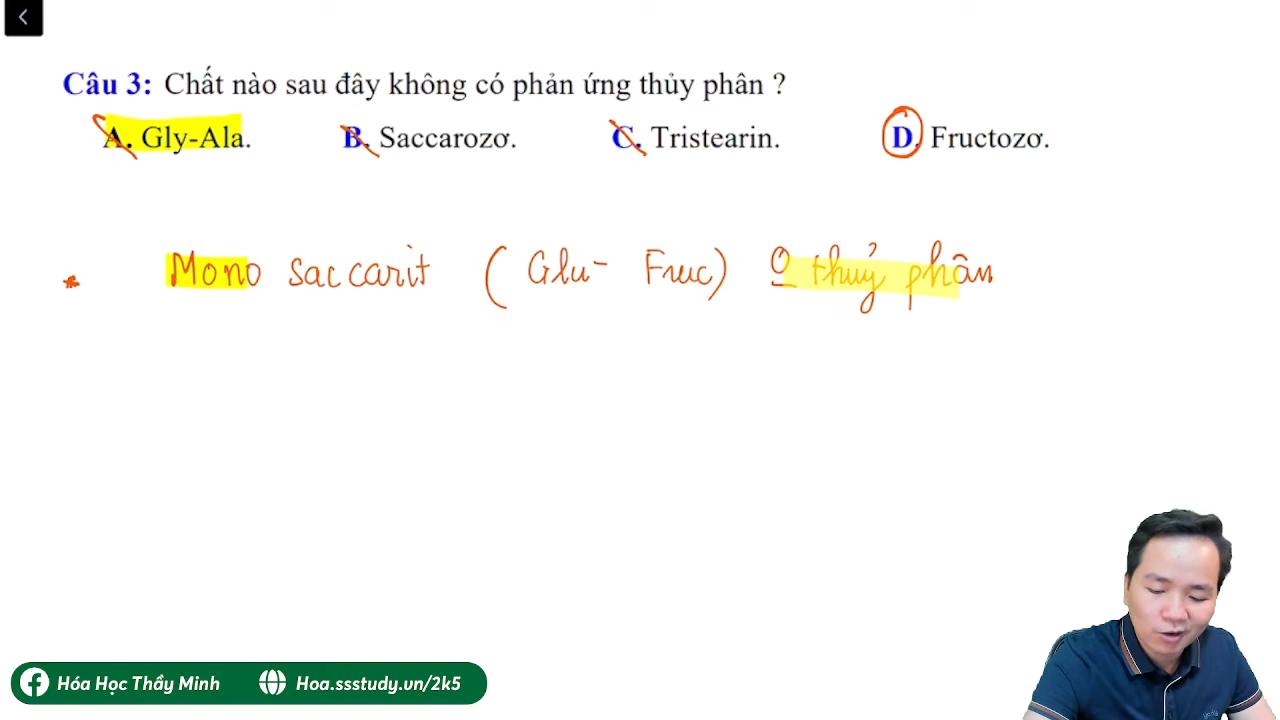 Câu 3: Chất nào sau đây không có phản ứng thủy phân ?
A. Gly-Ala. B. Saccarozơ. C. Tristearin. D. Fructozơ.
* Mono saccarit ( Glu - Fruc) 0 thuỷ phân
Hóa Học Thầy Minh Hoa.ssstudy.vn/2k5